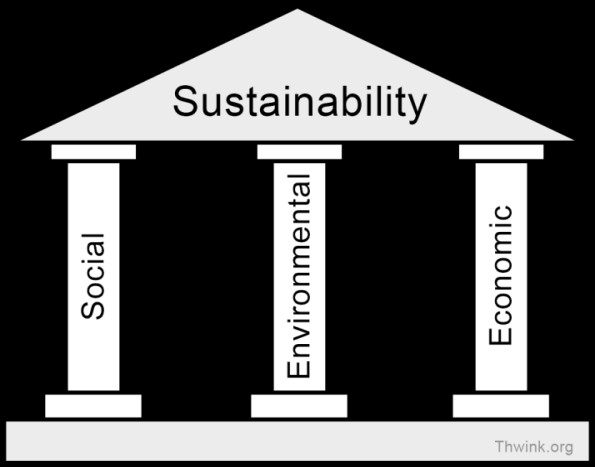 Sustainability
Social
Environmental
Economic
Thwink.org